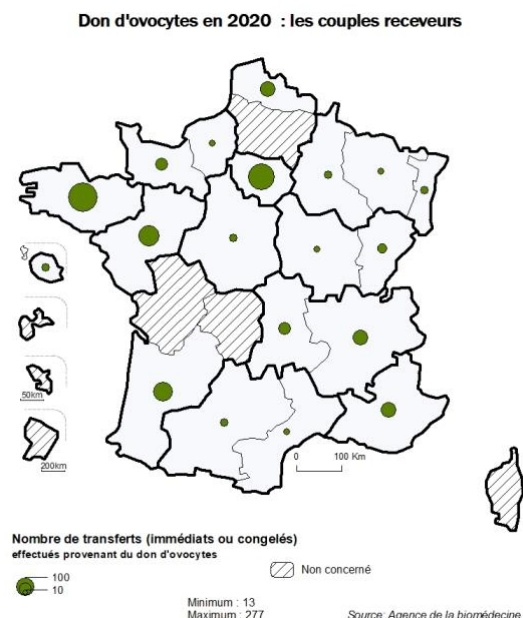 Don d'ovocytes en 2020 : les couples receveurs
50km
200km
0 100 Km
Nombre de transferts (immédiats ou congelés)
effectués provenant du don d'ovocytes
Non concerné
100
10
Minimum : 13
Maximum : 277
Source: Agence de la biomédecine